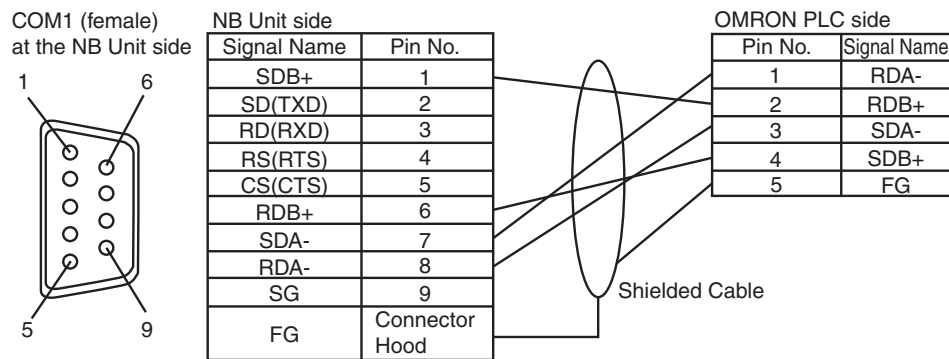 COM1 (female)
at the NB Unit side
1
6
5
9
NB Unit side
Signal Name Pin No.
SDB+ 1
SD(TXD) 2
RD(RXD) 3
RS(RTS) 4
CS(CTS) 5
RDB+ 6
SDA- 7
RDA- 8
SG 9
FG Connector
Hood
Shielded Cable
OMRON PLC side
Pin No. Signal Name
1 RDA-
2 RDB+
3 SDA-
4 SDB+
5 FG